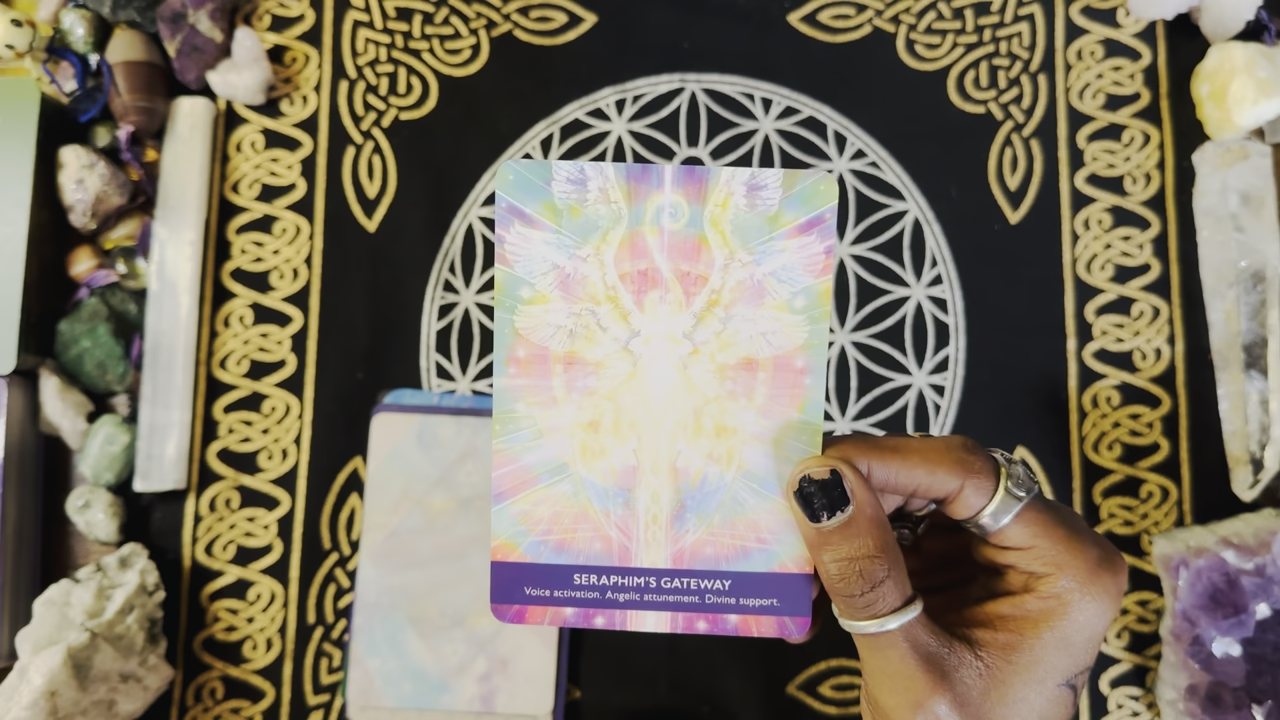 SERAPHIM'S GATEWAY
Voice activation. Angelic attunement. Divine support.